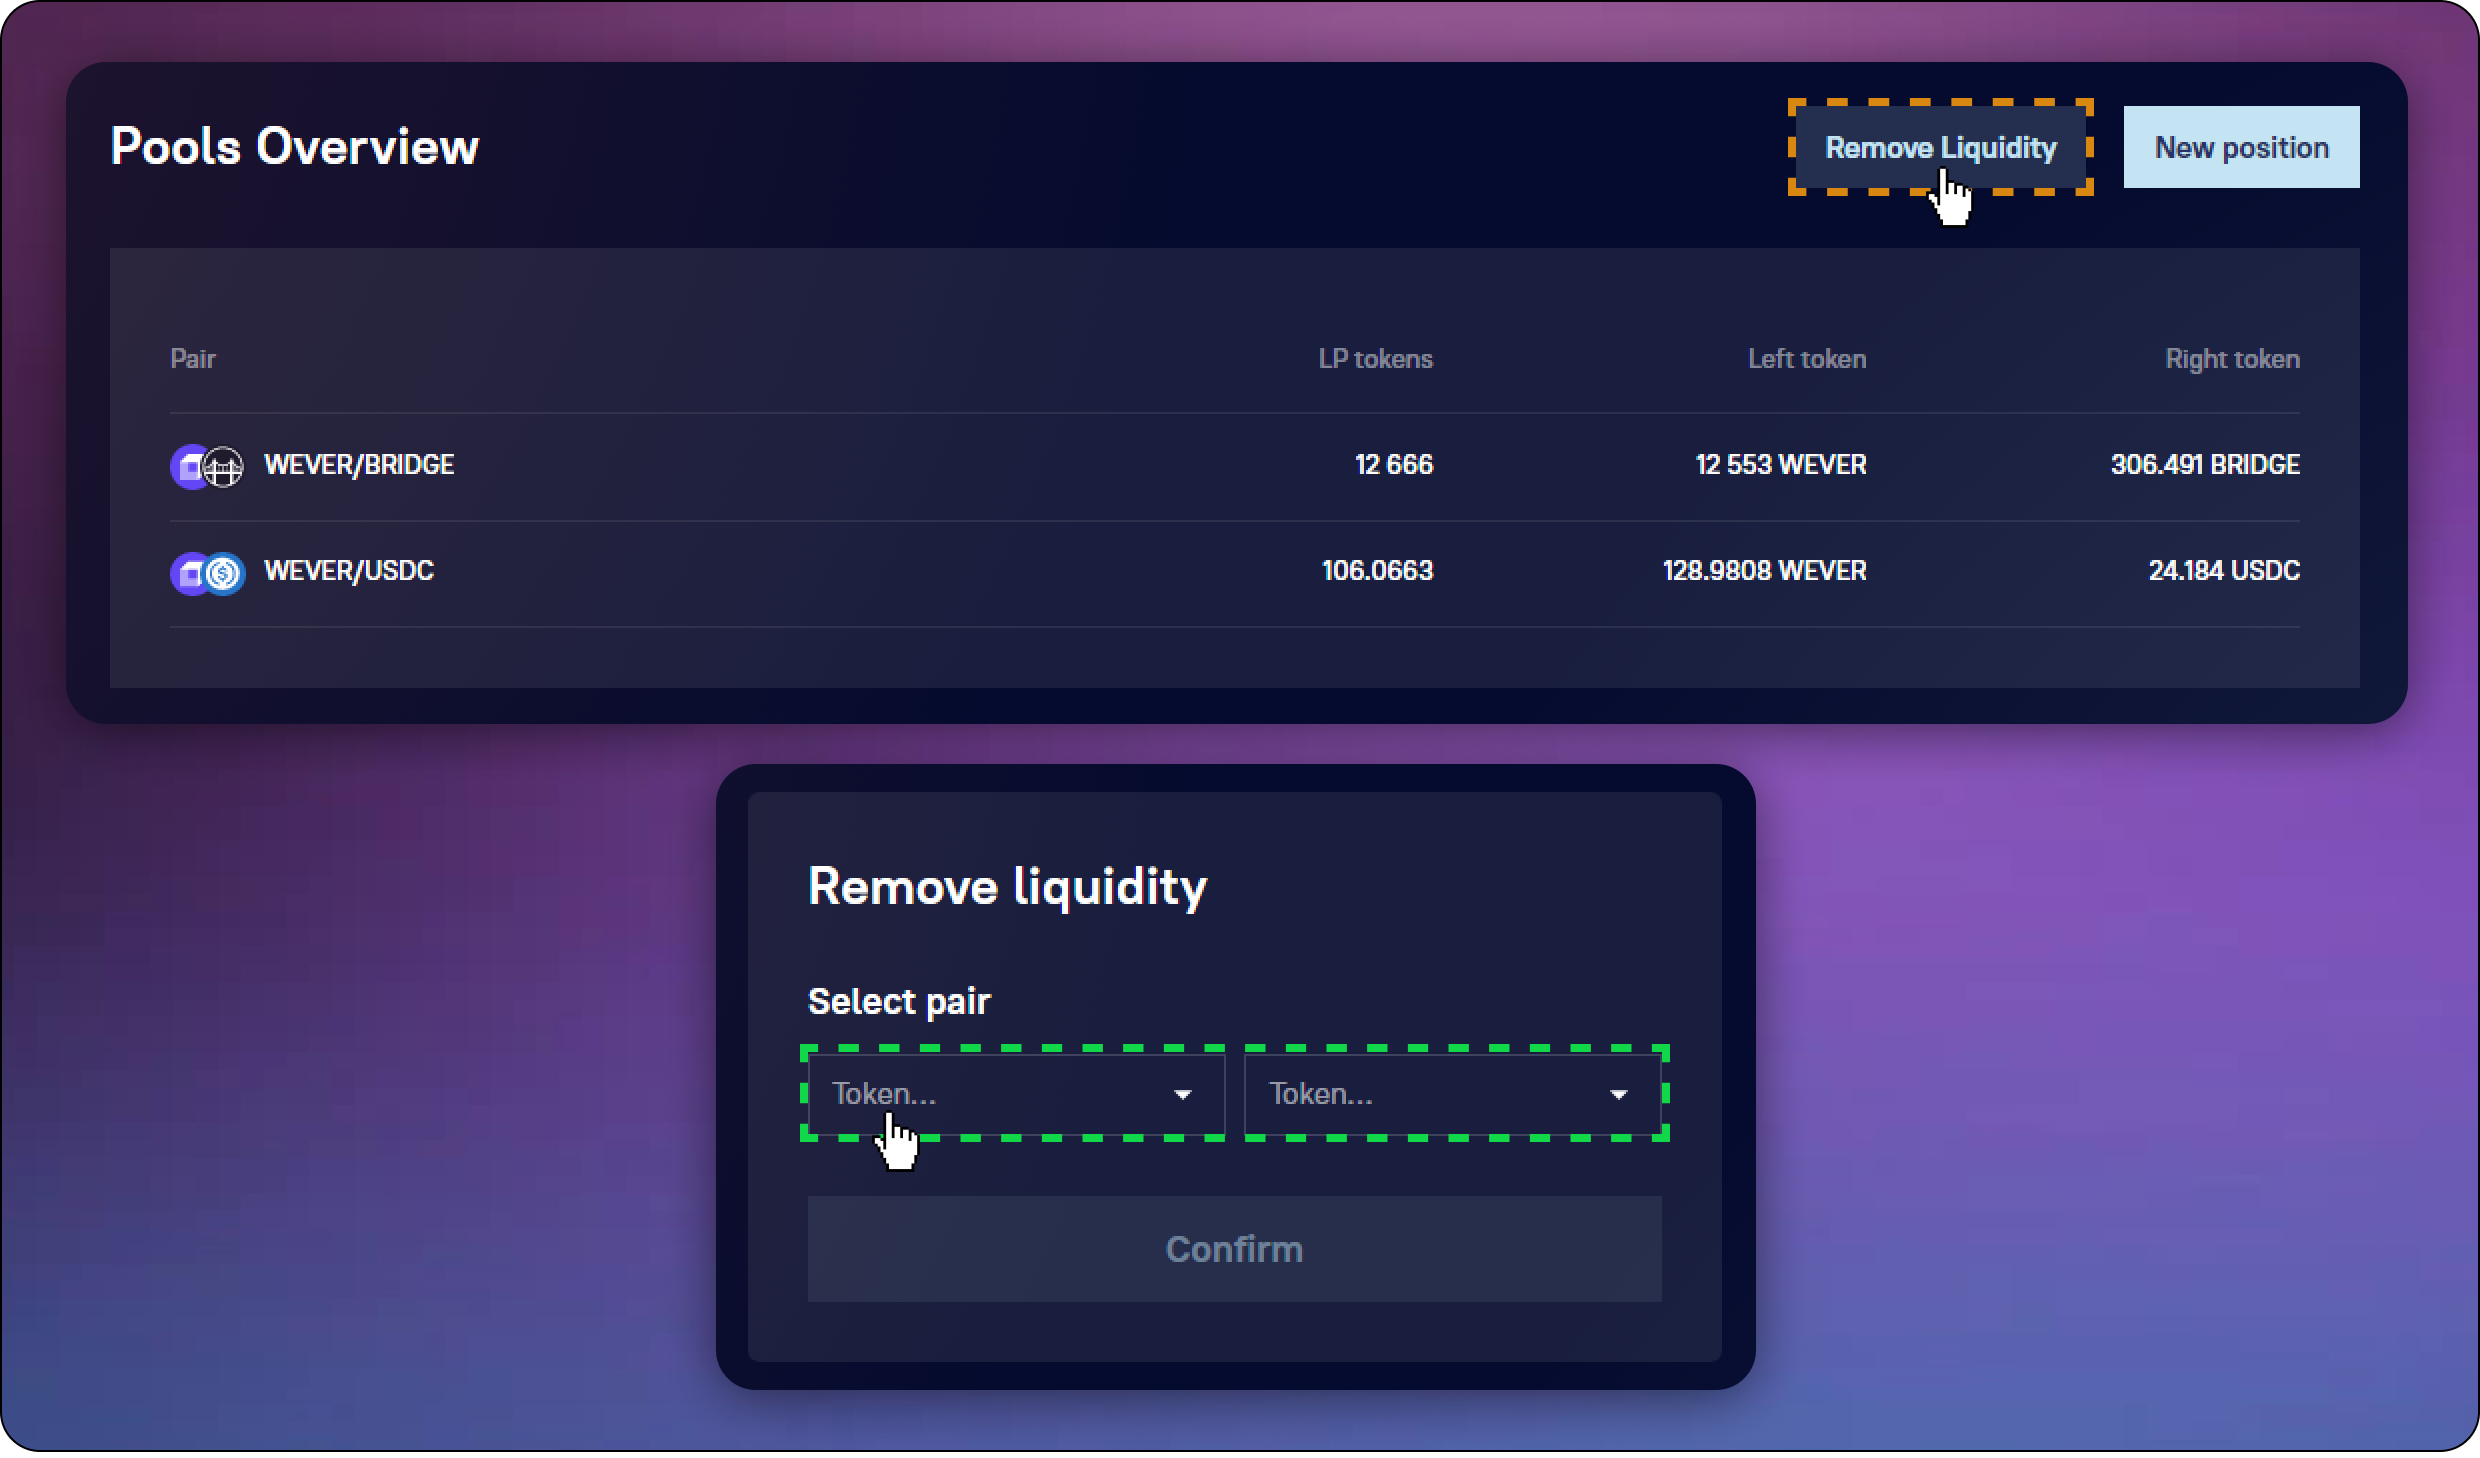 Pools Overview
Remove Liquidity
New position
Pair LP tokens Left token Right token
WEVER/BRIDGE 12 666 12 553 WEVER 306.491 BRIDGE
WEVER/USDC 106.0663 128.9808 WEVER 24.184 USDC
Remove liquidity
Select pair
Token... Token...
Confirm